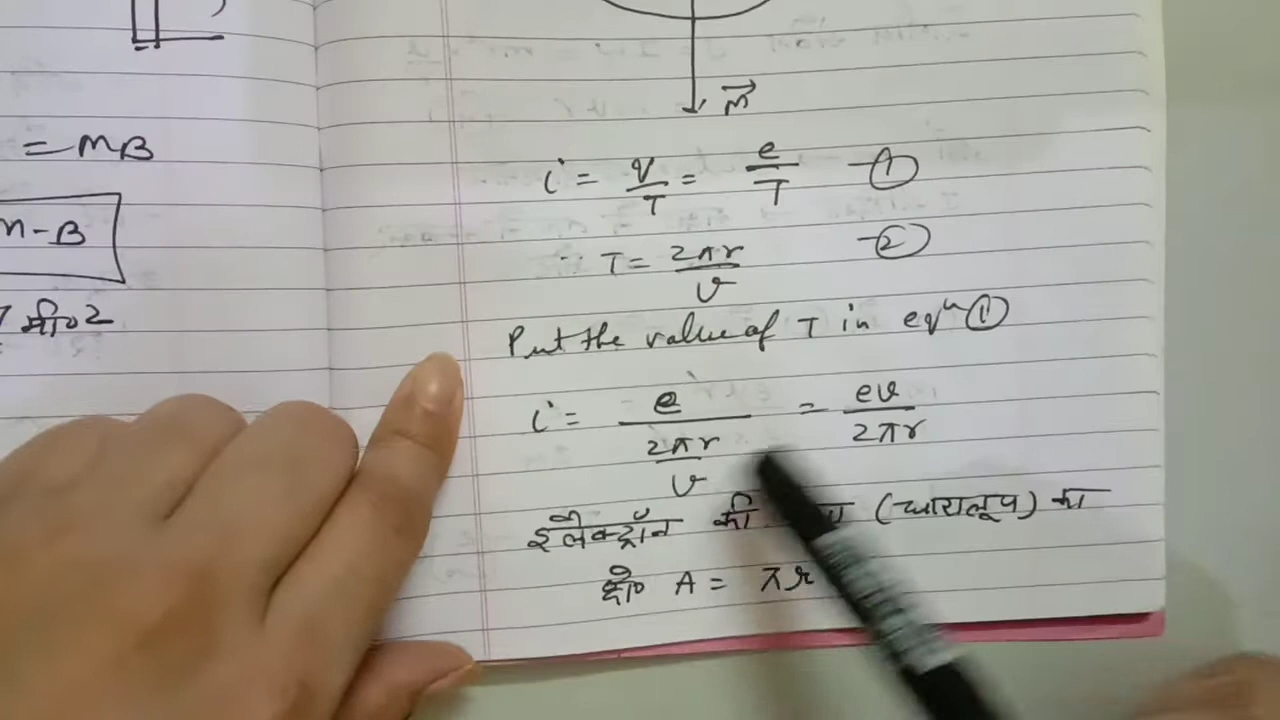 = MB
m - B
m⃗
i = q/T = e/T —①
∵ T = 2πr/v —②
Put the value of T in eqⁿ ①
i = e/(2πr/v) = ev/2πr
इलेक्ट्रॉन की (धारालूप) का
क्षे० A = πr